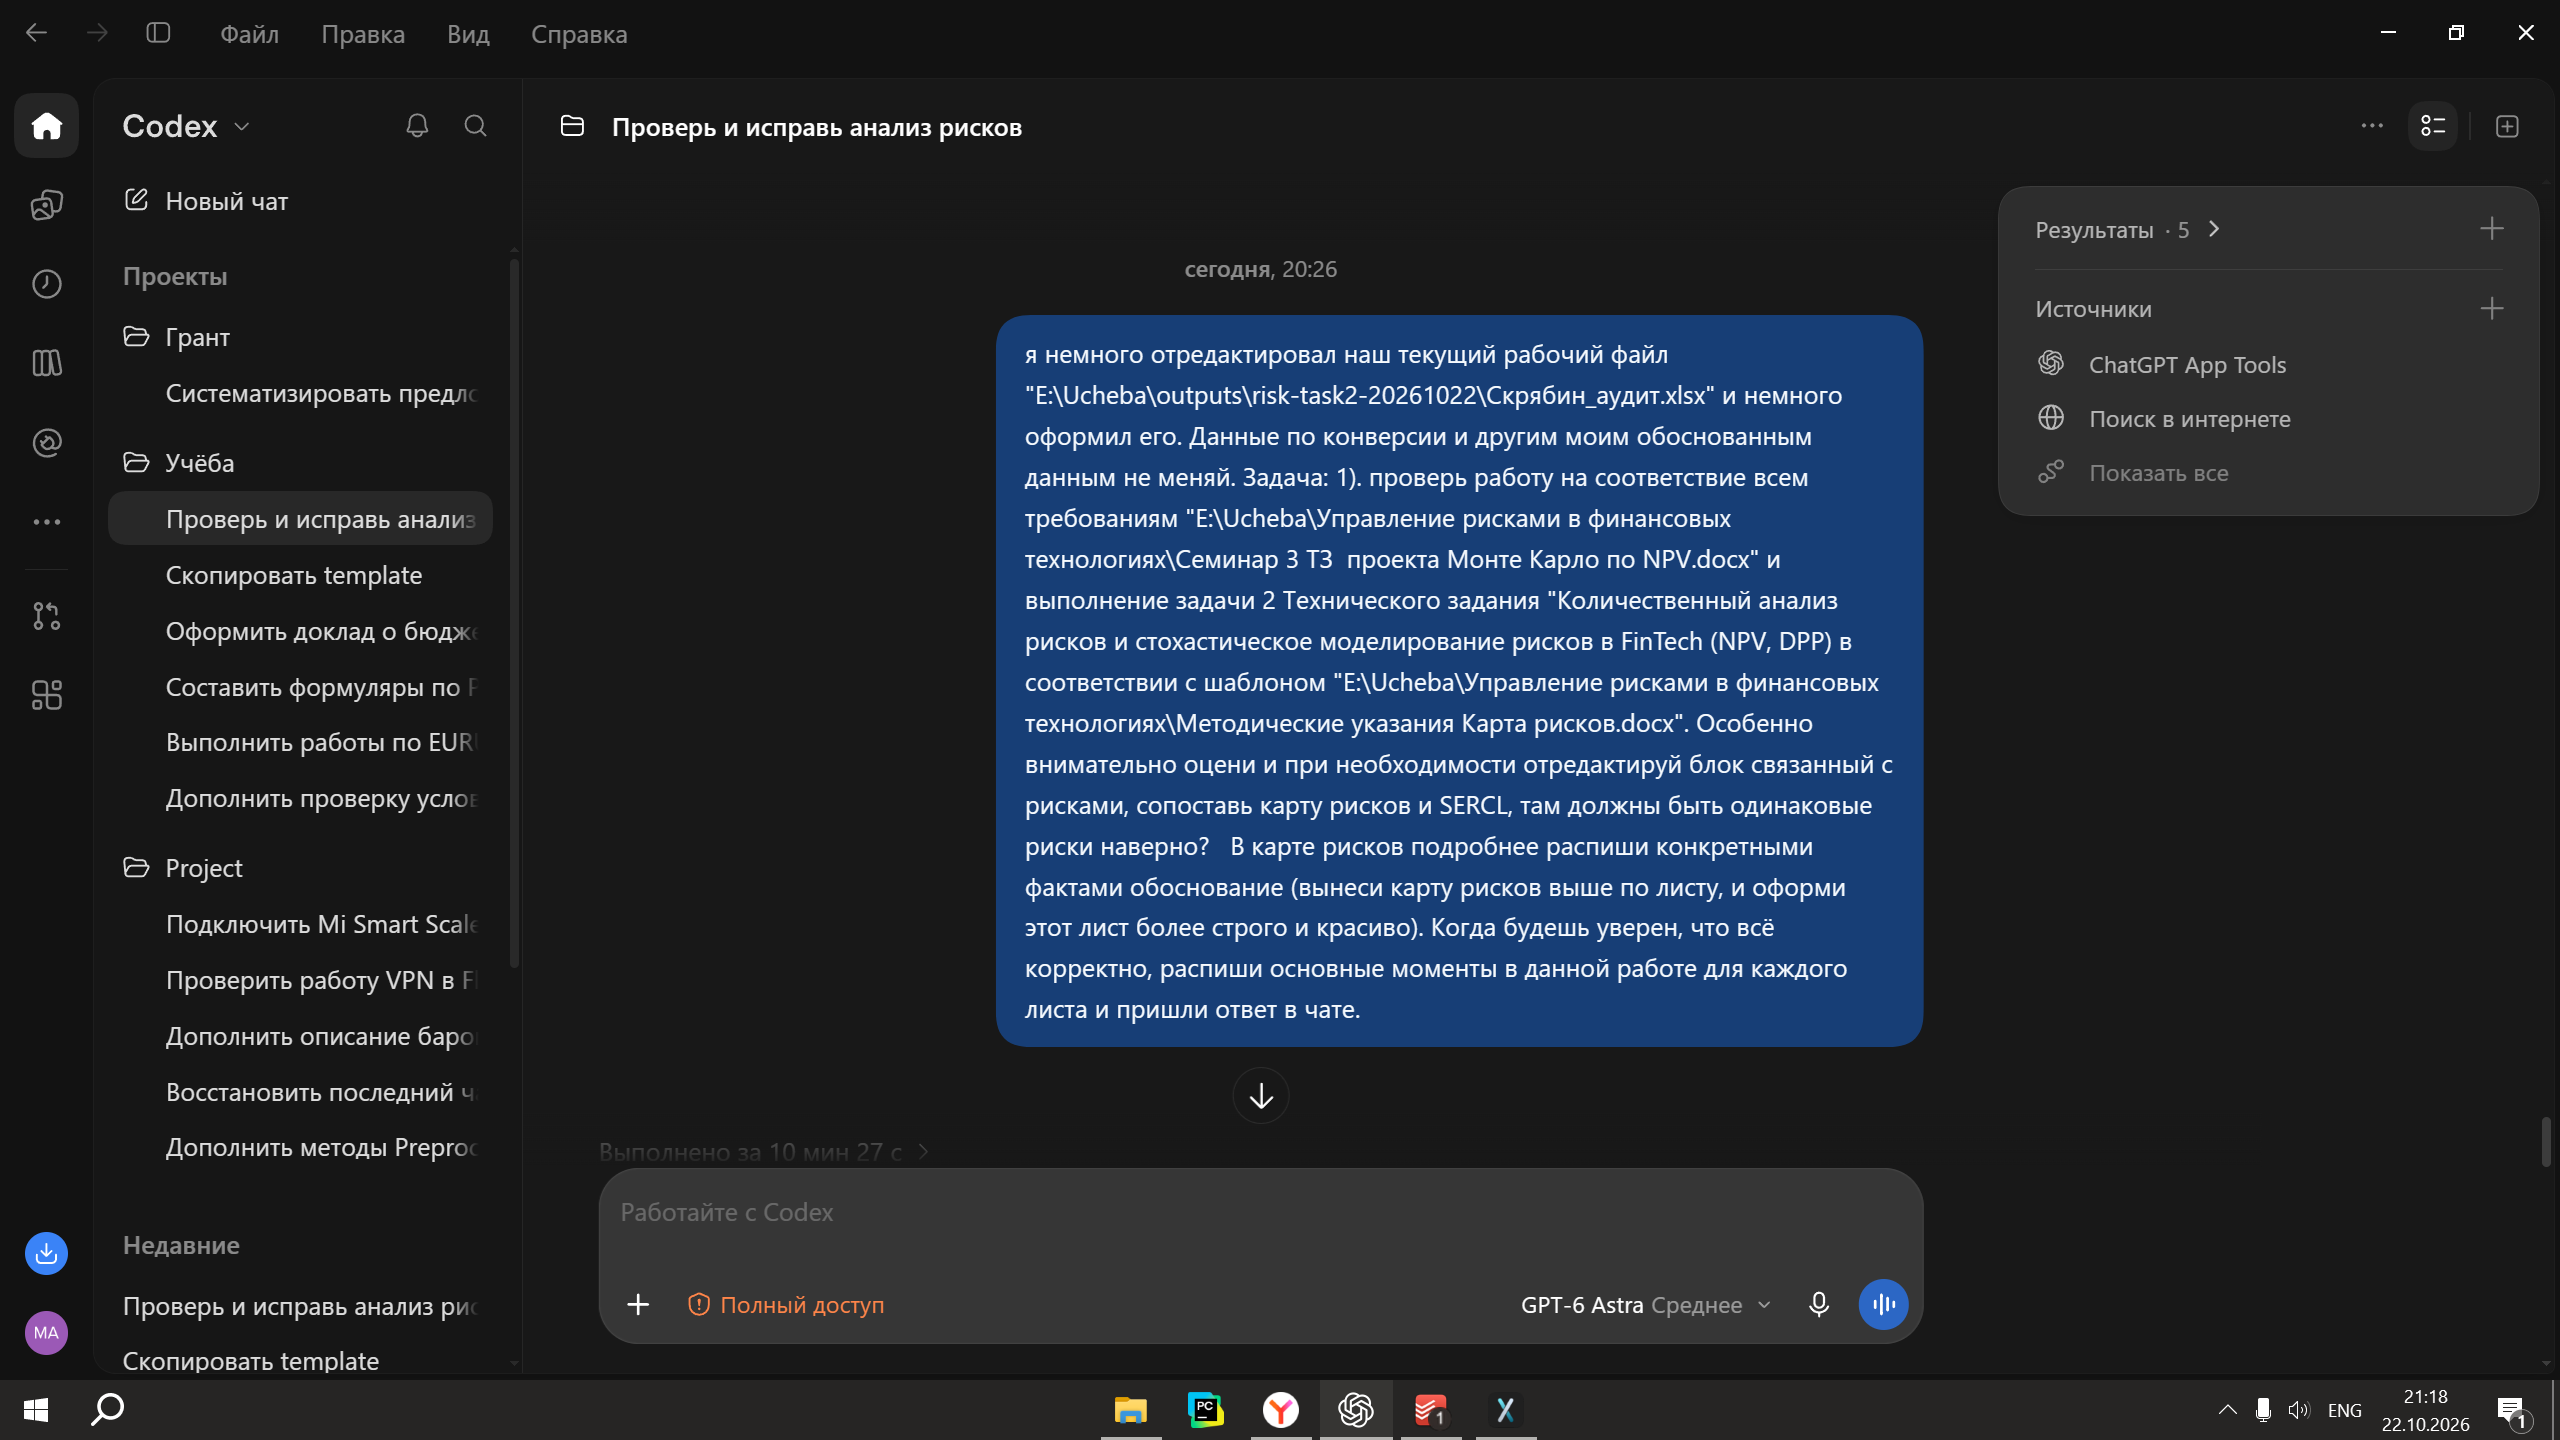 Файл Правка Вид Справка
Codex
Новый чат
Проекты
Грант
Систематизировать предло
Учёба
Проверь и исправь анализ
Скопировать template
Оформить доклад о бюдже
Составить формуляры по
Выполнить работы по EUR
Дополнить проверку услов
Project
Подключить Mi Smart Scale
Проверить работу VPN в
Дополнить описание баро
Восстановить последний
Дополнить методы Preproc
Недавние
Проверь и исправь анализ рис
Скопировать template
MA
Проверь и исправь анализ рисков
сегодня, 20:26
я немного отредактировал наш текущий рабочий файл
"E:\Ucheba\outputs\risk-task2-20261022\Скрябин_аудит.xlsx" и немного
оформил его. Данные по конверсии и другим моим обоснованным
данным не меняй. Задача: 1). проверь работу на соответствие всем
требованиям "E:\Ucheba\Управление рисками в финансовых
технологиях\Семинар 3 ТЗ  проекта Монте Карло по NPV.docx" и
выполнение задачи 2 Технического задания "Количественный анализ
рисков и стохастическое моделирование рисков в FinTech (NPV, DPP) в
соответствии с шаблоном "E:\Ucheba\Управление рисками в финансовых
технологиях\Методические указания Карта рисков.docx". Особенно
внимательно оцени и при необходимости отредактируй блок связанный с
рисками, сопоставь карту рисков и SERCL, там должны быть одинаковые
риски наверно?   В карте рисков подробнее распиши конкретными
фактами обоснование (вынеси карту рисков выше по листу, и оформи
этот лист более строго и красиво). Когда будешь уверен, что всё
корректно, распиши основные моменты в данной работе для каждого
листа и пришли ответ в чате.
Выполнено за 10 мин 27 с
Работайте с Codex
Полный доступ
GPT-6 Astra Среднее
Результаты · 5
Источники
ChatGPT App Tools
Поиск в интернете
Показать все
PC
1
ENG
21:18
22.10.2026
1